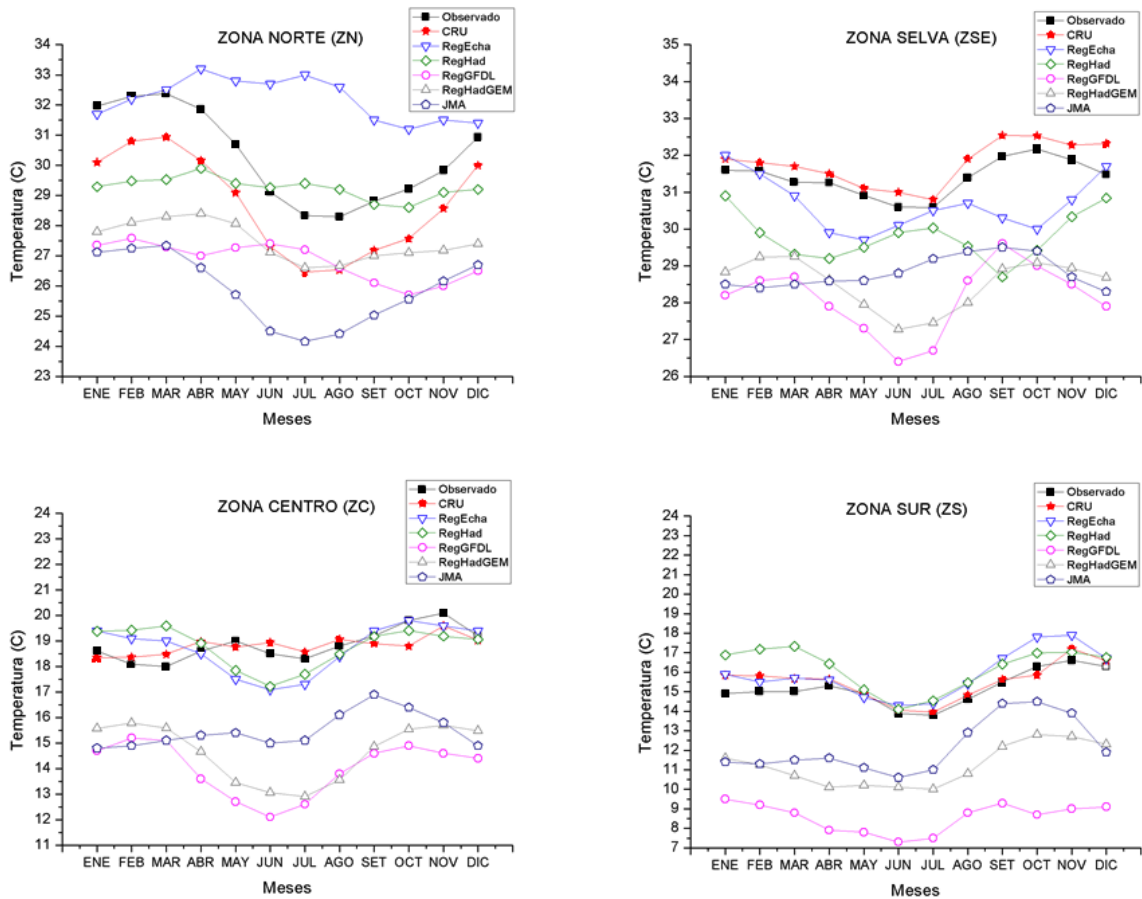 ZONA NORTE (ZN)
Observado
CRU
RegEcha
RegHad
RegGFDL
RegHadGEM
JMA
Temperatura (C)
34
33
32
31
30
29
28
27
26
25
24
23
ENE FEB MAR ABR MAY JUN JUL AGO SET OCT NOV DIC
Meses
ZONA SELVA (ZSE)
Observado
CRU
RegEcha
RegHad
RegGFDL
RegHadGEM
JMA
Temperatura (C)
35
34
33
32
31
30
29
28
27
26
ENE FEB MAR ABR MAY JUN JUL AGO SET OCT NOV DIC
Meses
ZONA CENTRO (ZC)
Observado
CRU
RegEcha
RegHad
RegGFDL
RegHadGEM
JMA
Temperatura (C)
24
23
22
21
20
19
18
17
16
15
14
13
12
11
ENE FEB MAR ABR MAY JUN JUL AGO SET OCT NOV DIC
Meses
ZONA SUR (ZS)
Observado
CRU
RegEcha
RegHad
RegGFDL
RegHadGEM
JMA
Temperatura (C)
24
23
22
21
20
19
18
17
16
15
14
13
12
11
10
9
8
7
ENE FEB MAR ABR MAY JUN JUL AGO SET OCT NOV DIC
Meses